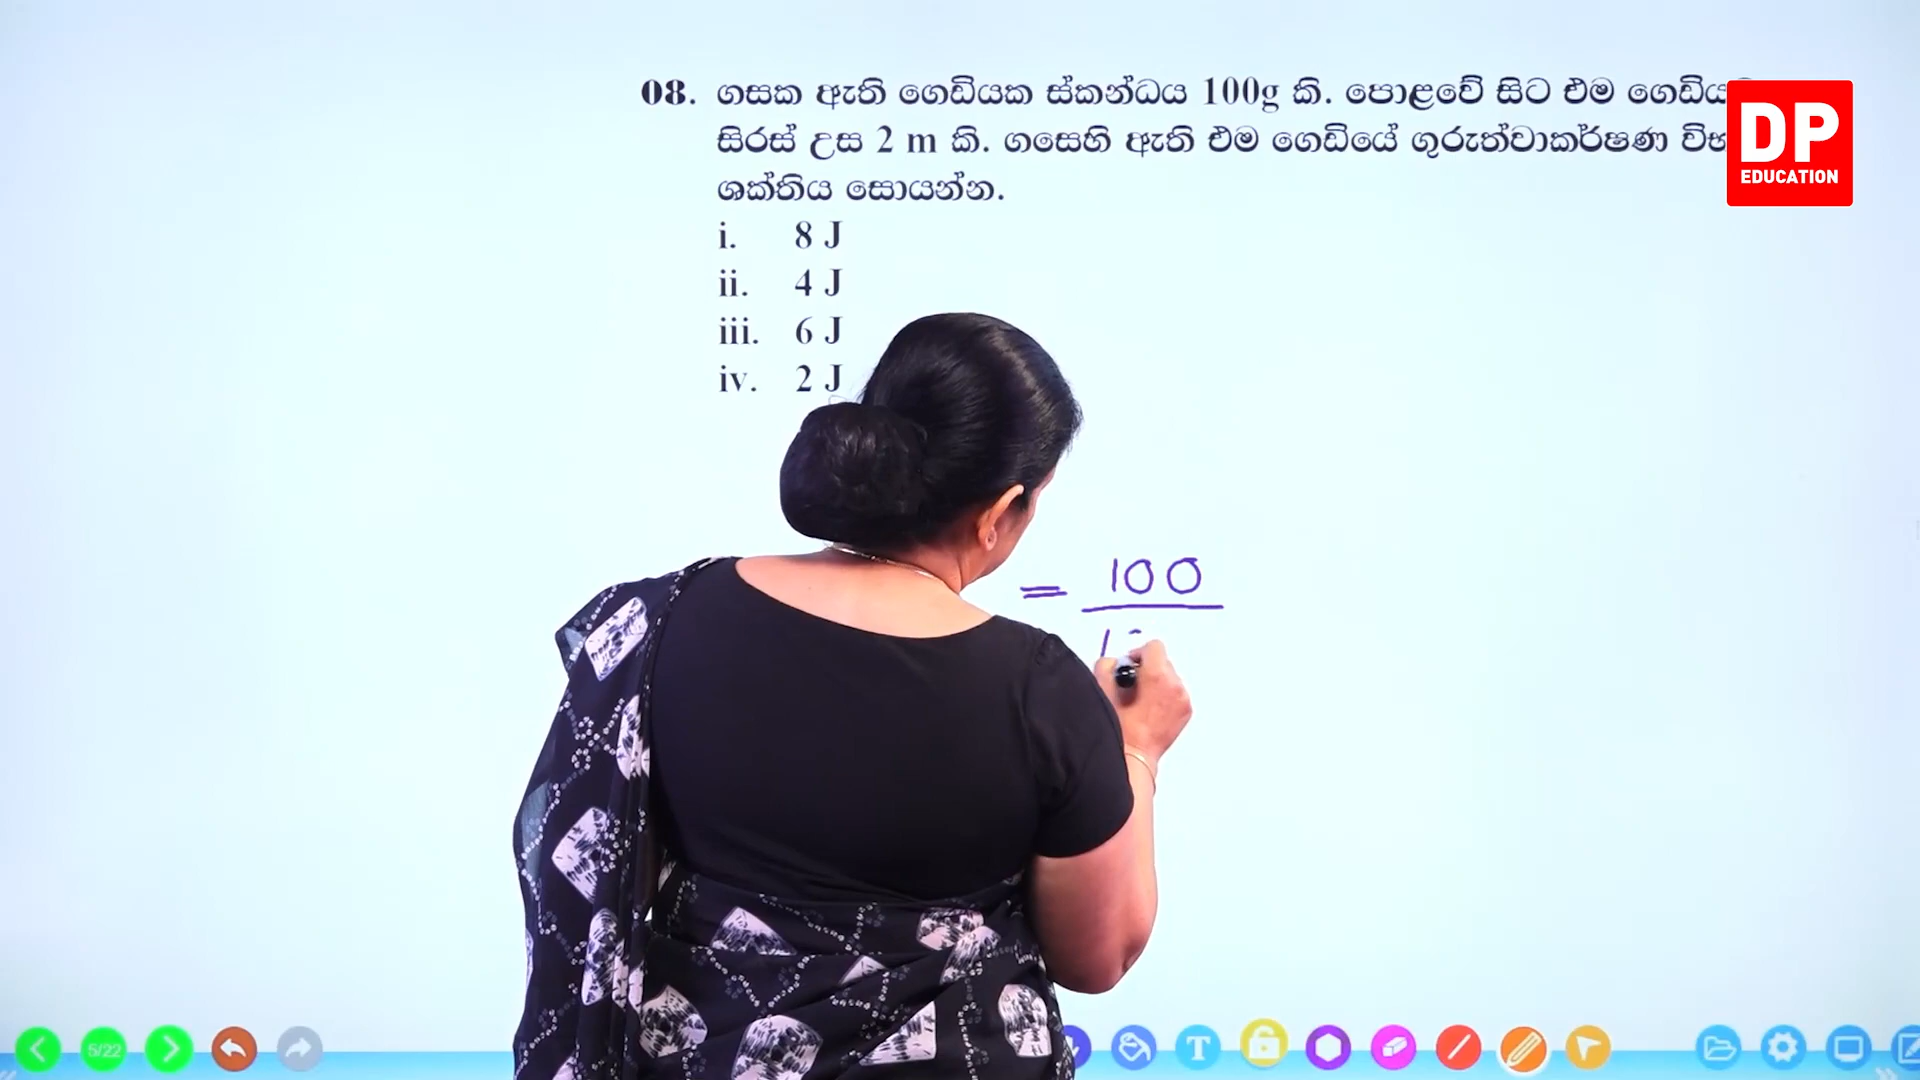 08. ගසක ඇති ගෙඩියක ස්කන්ධය 100g කි. පොළවේ සිට එම
සිරස් උස 2 m කි. ගසෙහි ඇති එම ගෙඩියේ ගුරුත්වාකර්ෂණ
ශක්තිය සොයන්න.
i. 8 J
ii. 4 J
iii. 6 J
iv. 2 J
DP
EDUCATION
= 100
5/22